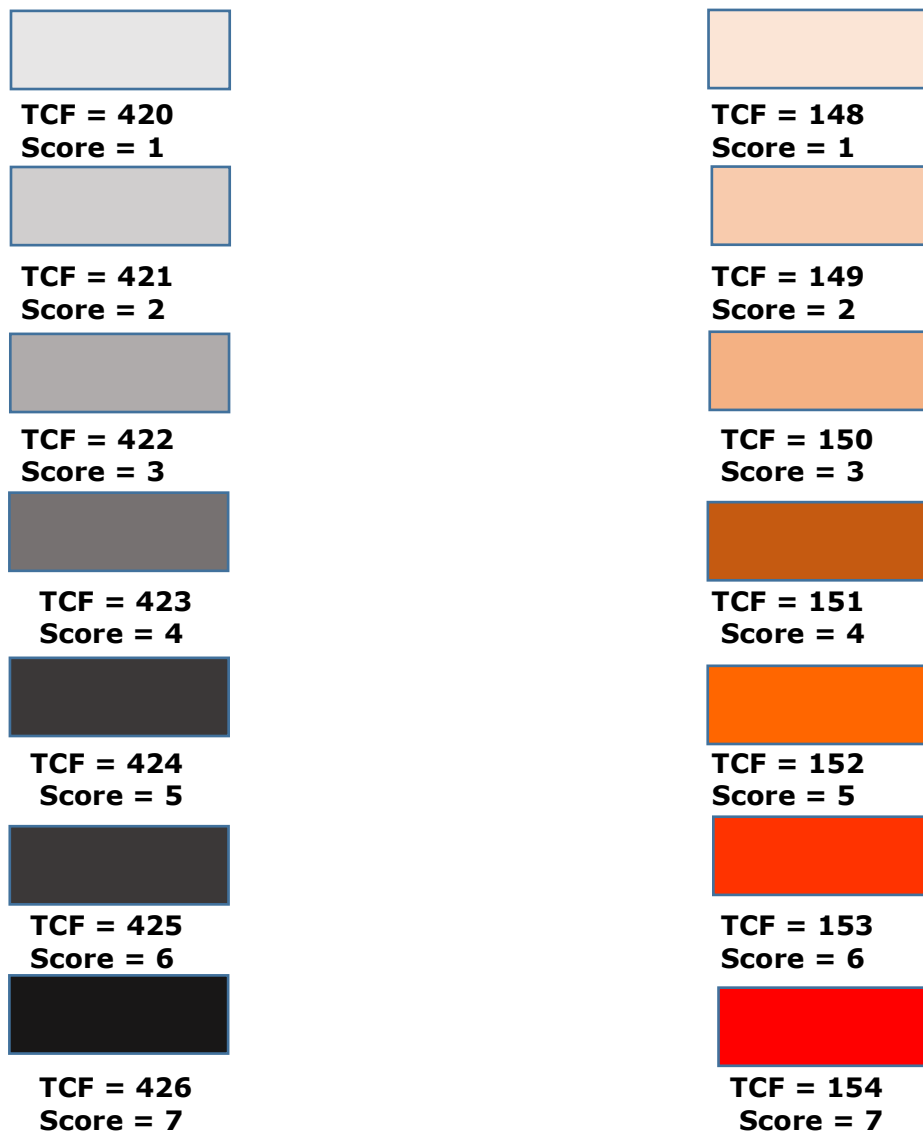 TCF = 420
Score = 1
TCF = 421
Score = 2
TCF = 422
Score = 3
TCF = 423
Score = 4
TCF = 424
Score = 5
TCF = 425
Score = 6
TCF = 426
Score = 7
TCF = 148
Score = 1
TCF = 149
Score = 2
TCF = 150
Score = 3
TCF = 151
Score = 4
TCF = 152
Score = 5
TCF = 153
Score = 6
TCF = 154
Score = 7